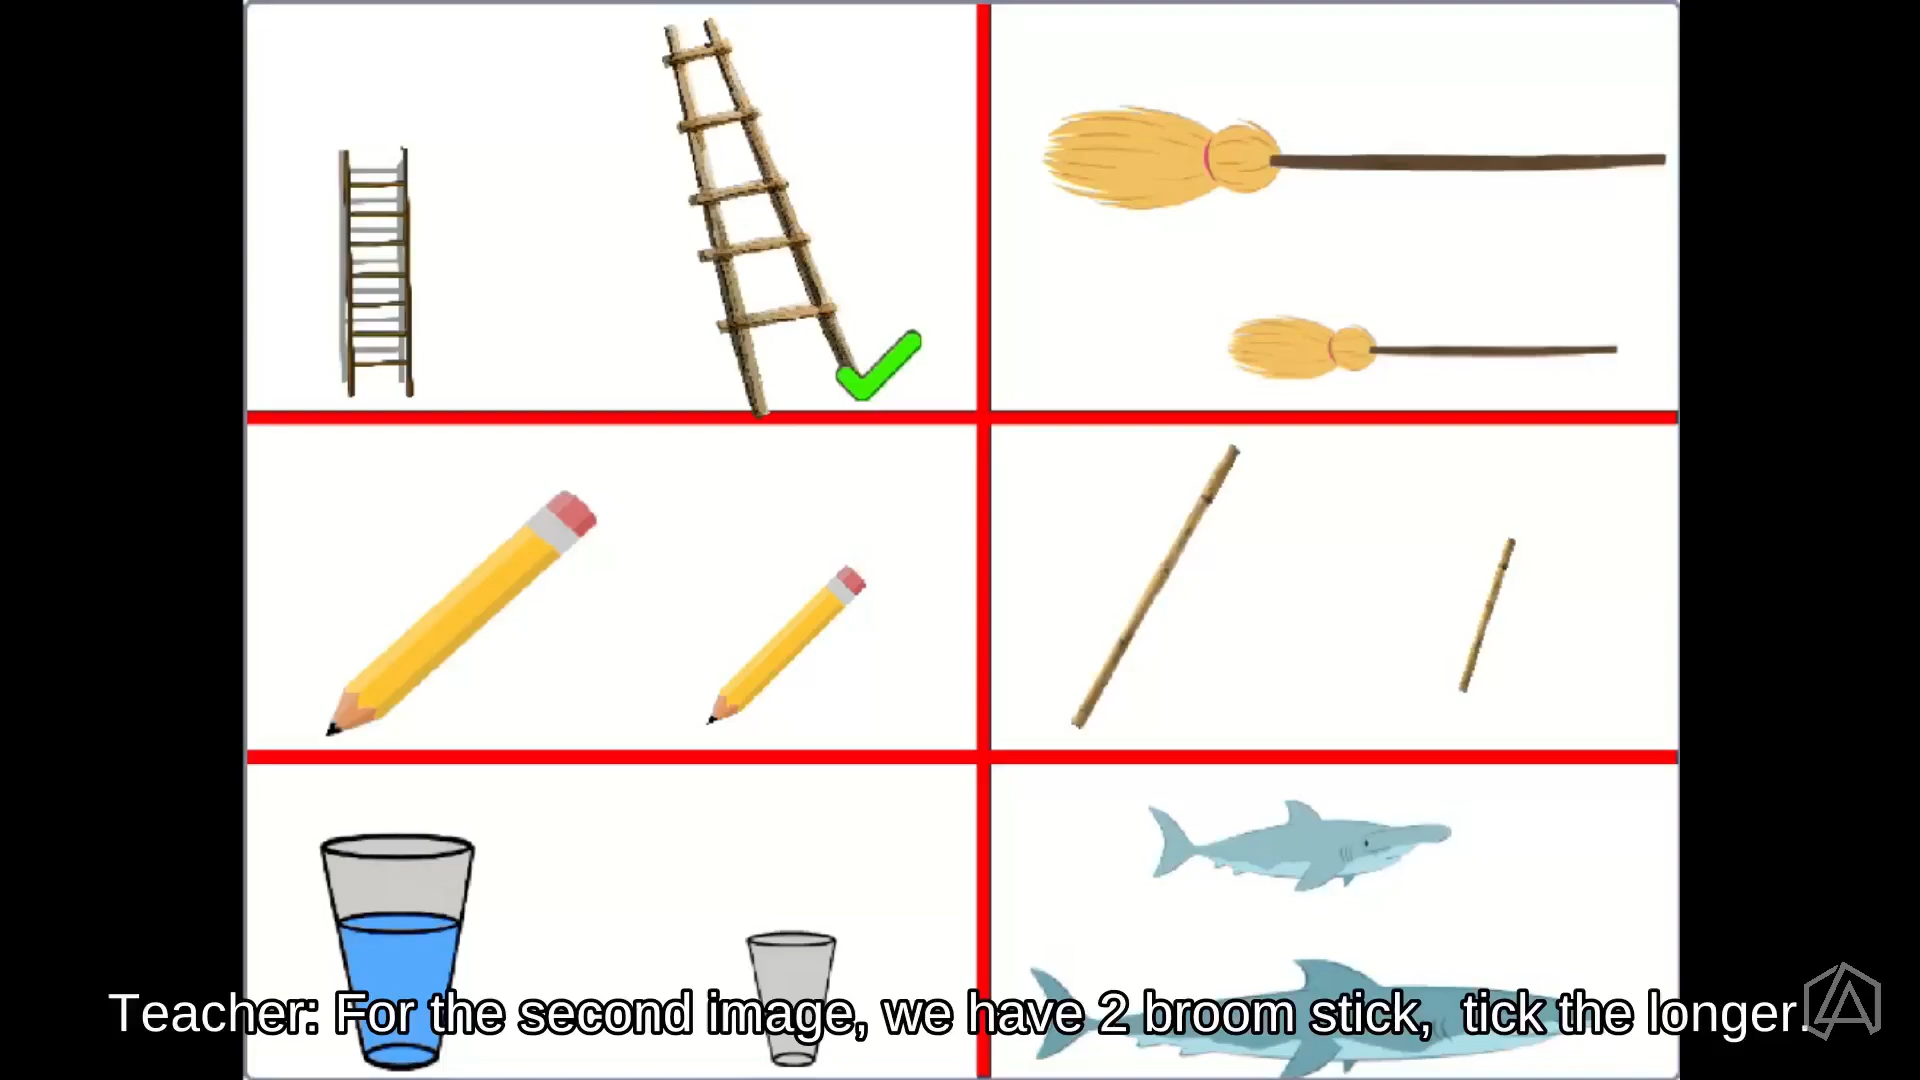 Teacher: For the second image, we have 2 broom stick, tick the longer.